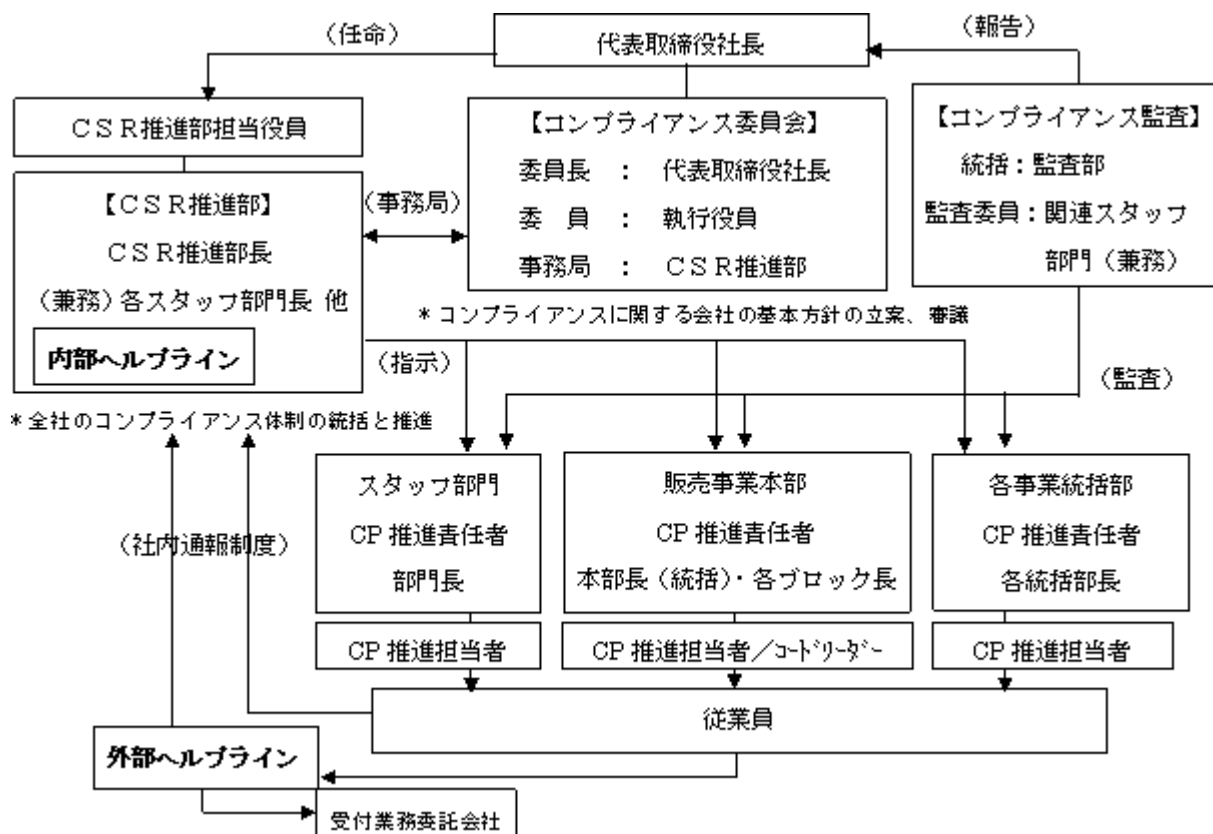 （任命）
代表取締役社長
（報告）
ＣＳＲ推進部担当役員
【コンプライアンス委員会】
委員長　：　代表取締役社長
委　員　：　執行役員
事務局　：　ＣＳＲ推進部
【コンプライアンス監査】
統括：監査部
監査委員：関連スタッフ
部門（兼務）
【ＣＳＲ推進部】
ＣＳＲ推進部長
（兼務）各スタッフ部門長 他
内部ヘルプライン
（事務局）
＊コンプライアンスに関する会社の基本方針の立案、審議
（指示）
（監査）
＊全社のコンプライアンス体制の統括と推進
（社内通報制度）
スタッフ部門
CP 推進責任者
部門長
販売事業本部
CP 推進責任者
本部長（統括）・各ブロック長
各事業統括部
CP 推進責任者
各統括部長
CP 推進担当者
CP 推進担当者／ｺｰﾄﾞﾘｰﾀﾞｰ
CP 推進担当者
従業員
外部ヘルプライン
受付業務委託会社